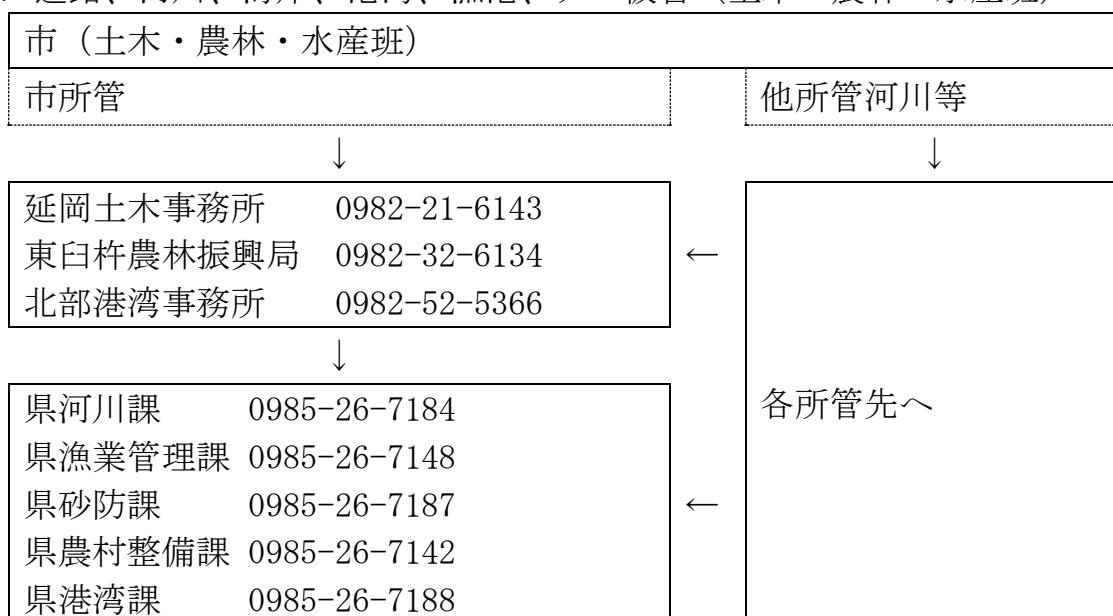 市（土木・農林・水産班）
市所管
他所管河川等
↓
↓
延岡土木事務所 0982-21-6143
東臼杵農林振興局 0982-32-6134
北部港湾事務所 0982-52-5366
←
↓
県河川課 0985-26-7184
県漁業管理課 0985-26-7148
県砂防課 0985-26-7187
県農村整備課 0985-26-7142
県港湾課 0985-26-7188
←
各所管先へ